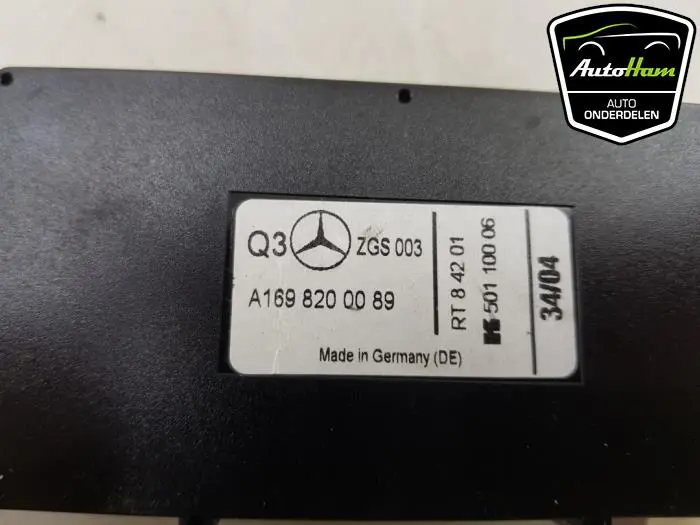 AutoHam
AUTO
ONDERDELEN
Q3 ZGS 003
A169 820 00 89
Made in Germany (DE)
RT 8 42 01
K 501 100 06
34/04